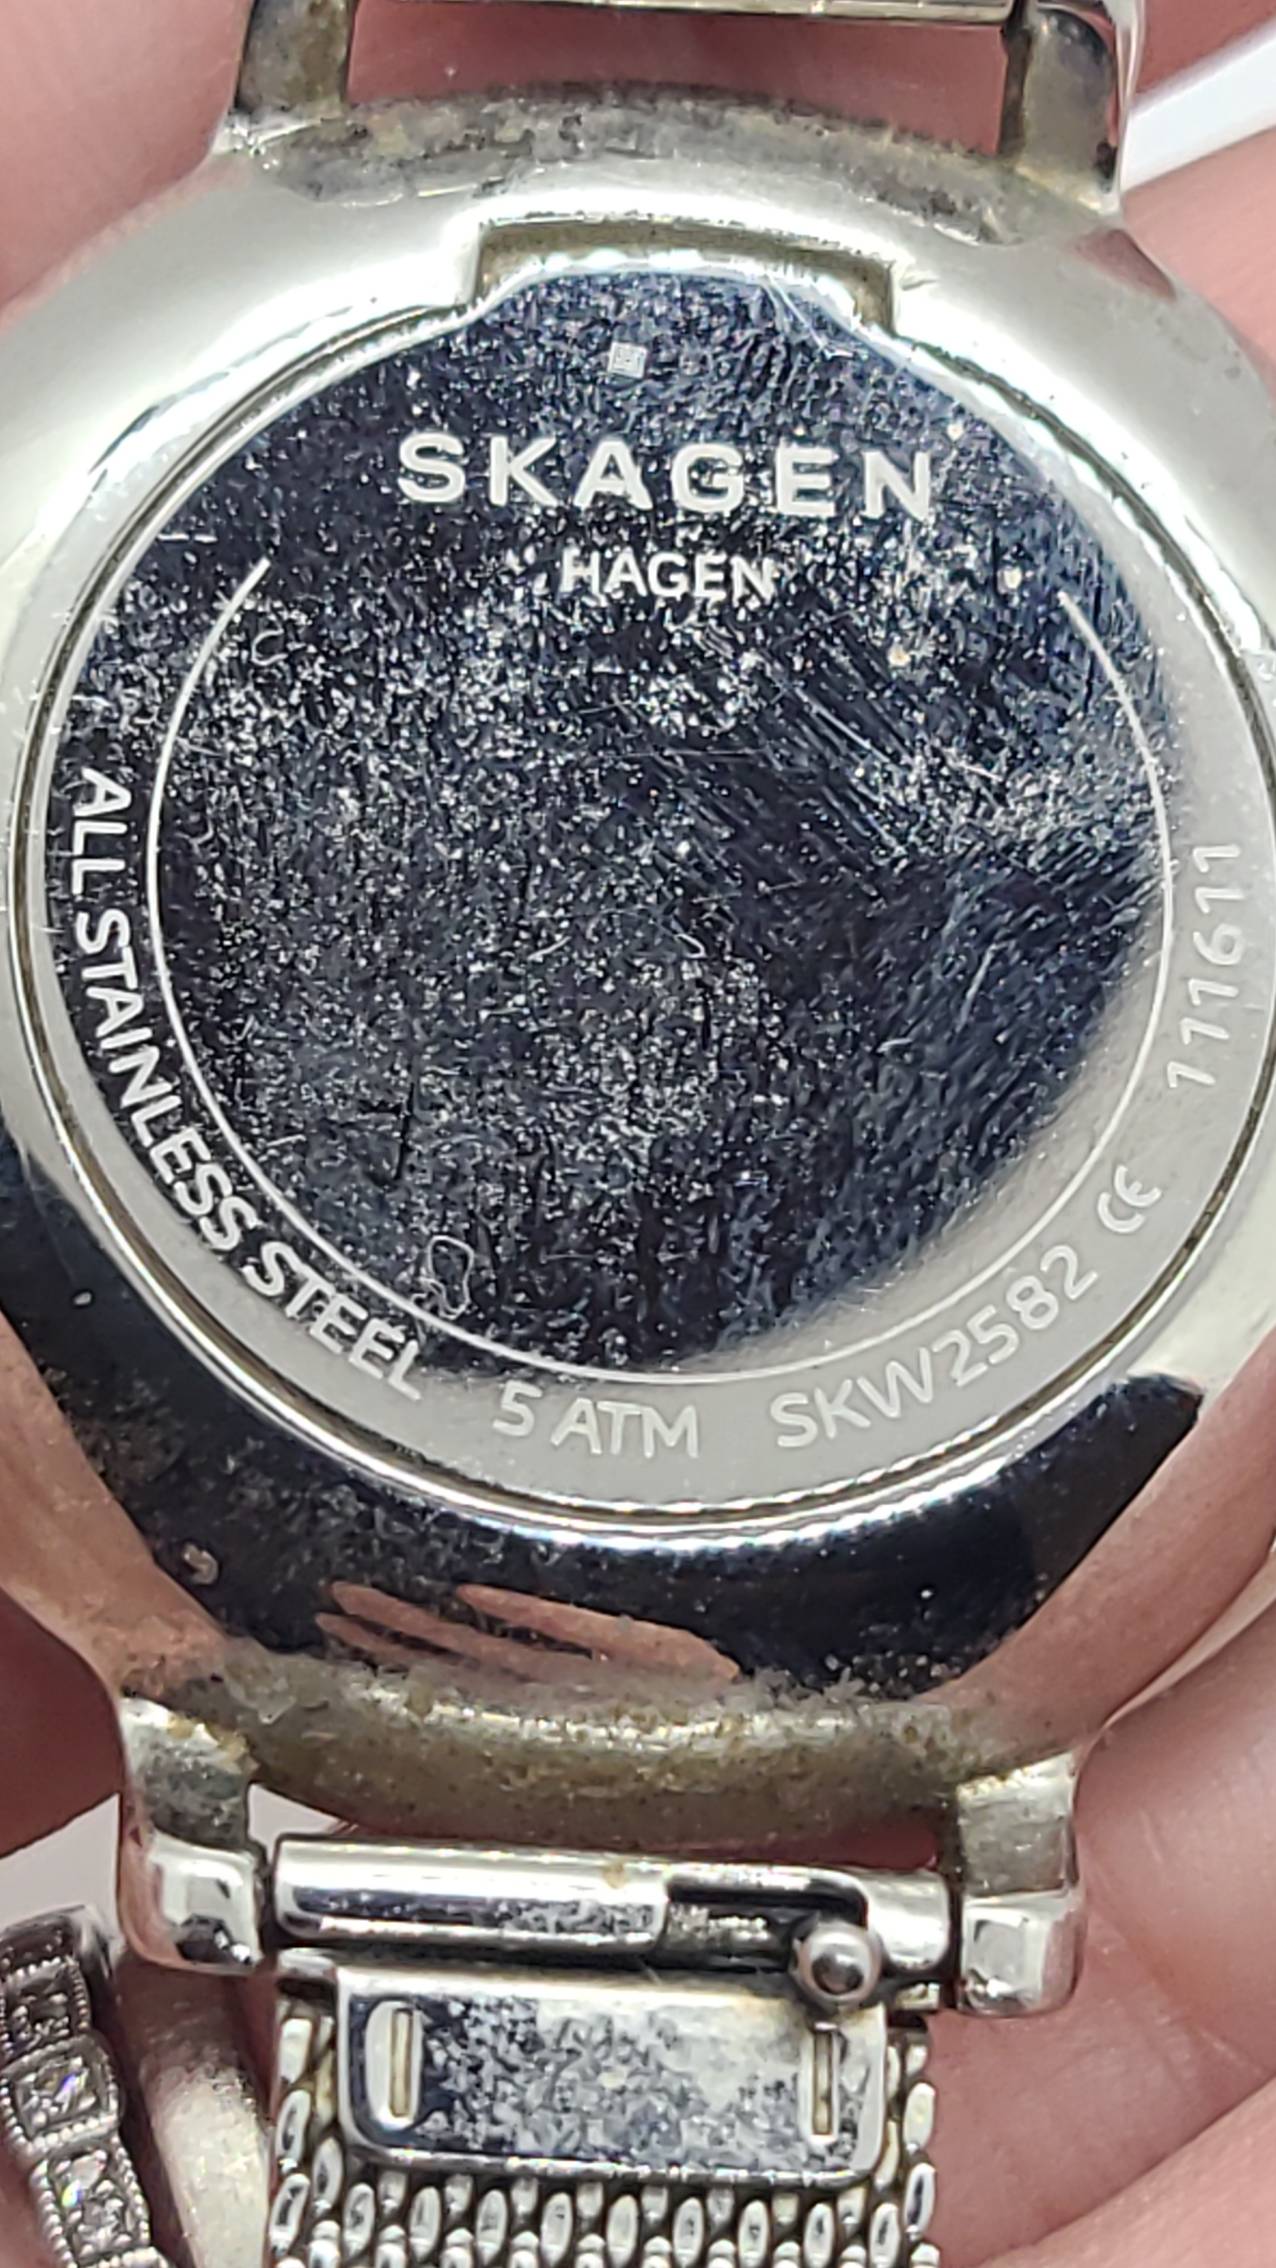 SKAGEN
HAGEN
ALL STAINLESS STEEL 5 ATM SKW2582 CE 111611